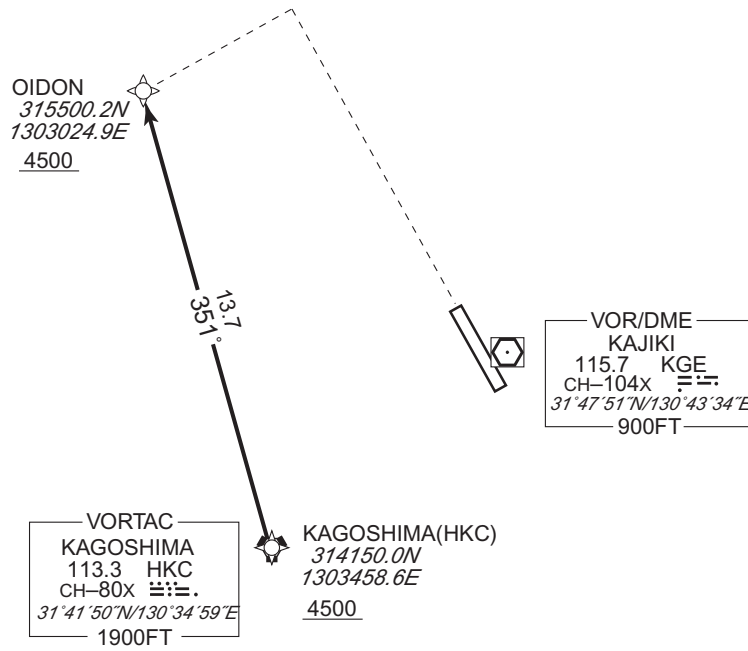 OIDON
315500.2N
1303024.9E
4500
13.7
351°
VOR/DME
KAJIKI
115.7 KGE
CH–104X
31°47´51˝N/130°43´34˝E
900FT
VORTAC
KAGOSHIMA
113.3 HKC
CH–80X
31°41´50˝N/130°34´59˝E
1900FT
KAGOSHIMA(HKC)
314150.0N
1303458.6E
4500